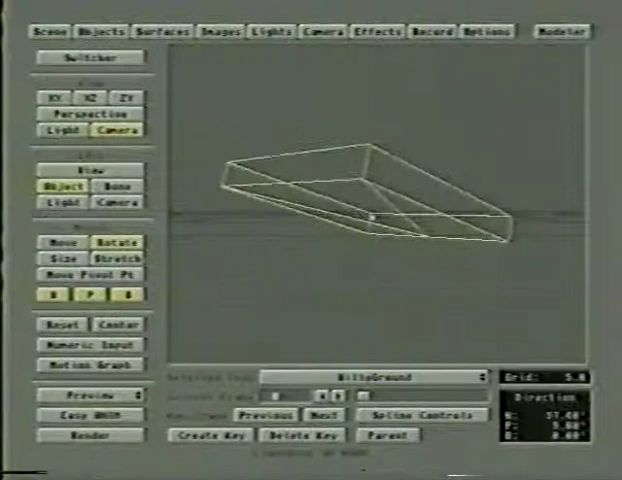 Scene Objects Surfaces Images Lights Camera Effects Record Options Modeler
Switcher
XY XZ ZY
Perspective
Light Camera
View
Object Bone
Light Camera
Move Rotate
Size Stretch
Move Pivot Pt
H P B
Reset Center
Numeric Input
Motion Graph
Grid: 5.0
Preview
Direction
Previous Next Spline Controls
Render
Create Key Delete Key Parent